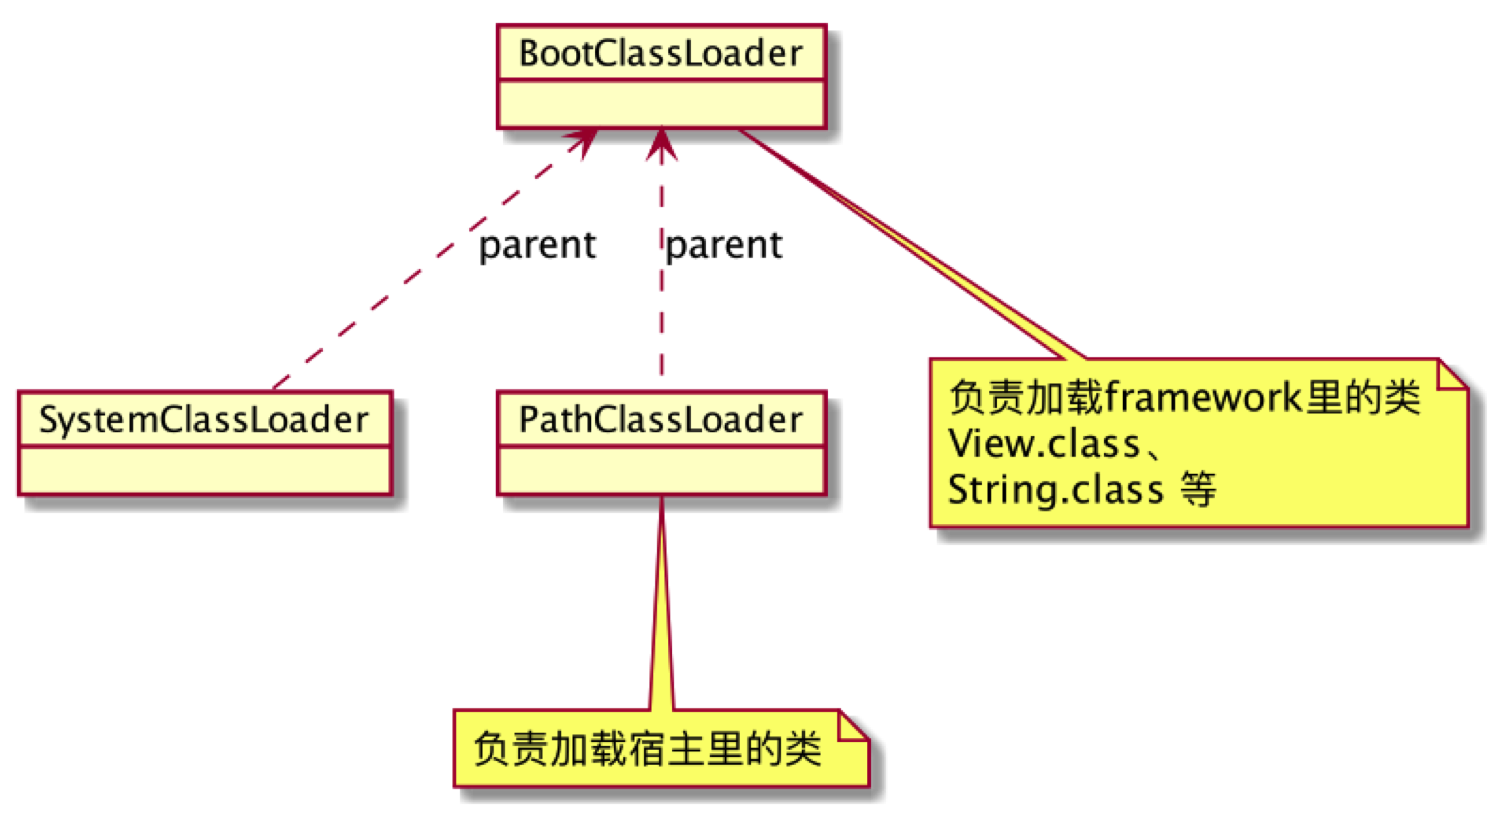 BootClassLoader
parent
parent
SystemClassLoader
PathClassLoader
负责加载framework里的类
View.class、
String.class 等
负责加载宿主里的类